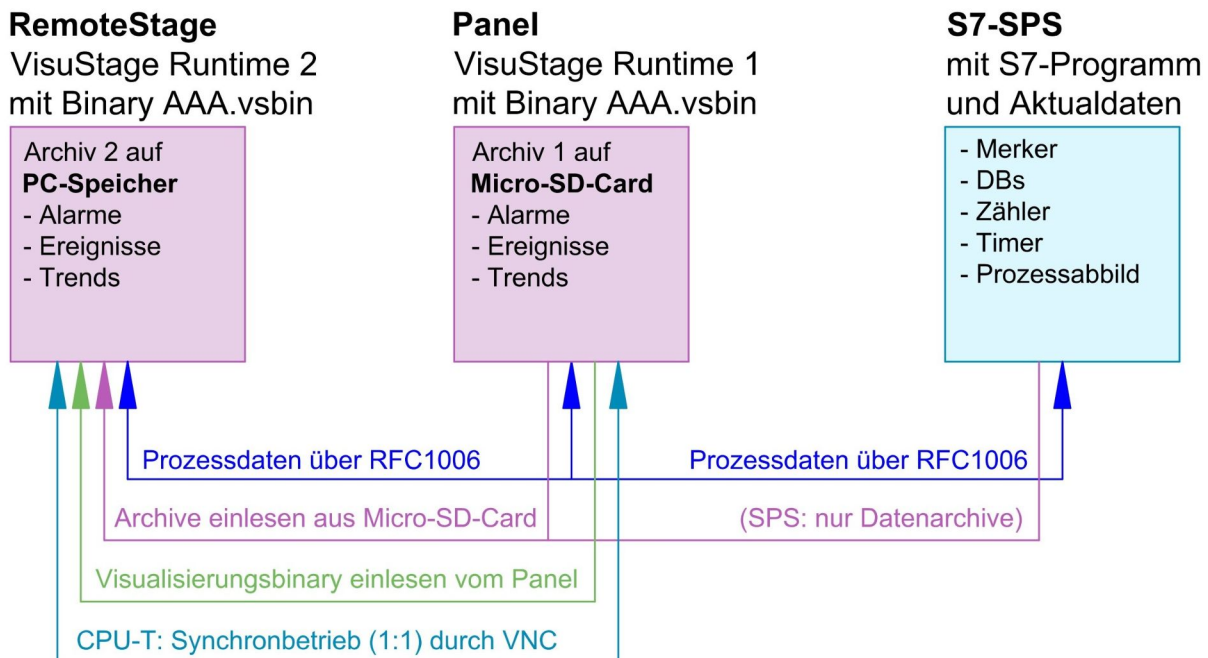 RemoteStage
VisuStage Runtime 2
mit Binary AAA.vsbin
Archiv 2 auf
PC-Speicher
- Alarme
- Ereignisse
- Trends
Panel
VisuStage Runtime 1
mit Binary AAA.vsbin
Archiv 1 auf
Micro-SD-Card
- Alarme
- Ereignisse
- Trends
S7-SPS
mit S7-Programm
und Aktualdaten
- Merker
- DBs
- Zähler
- Timer
- Prozessabbild
Prozessdaten über RFC1006
Prozessdaten über RFC1006
Archive einlesen aus Micro-SD-Card
(SPS: nur Datenarchive)
Visualisierungsbinary einlesen vom Panel
CPU-T: Synchronbetrieb (1:1) durch VNC